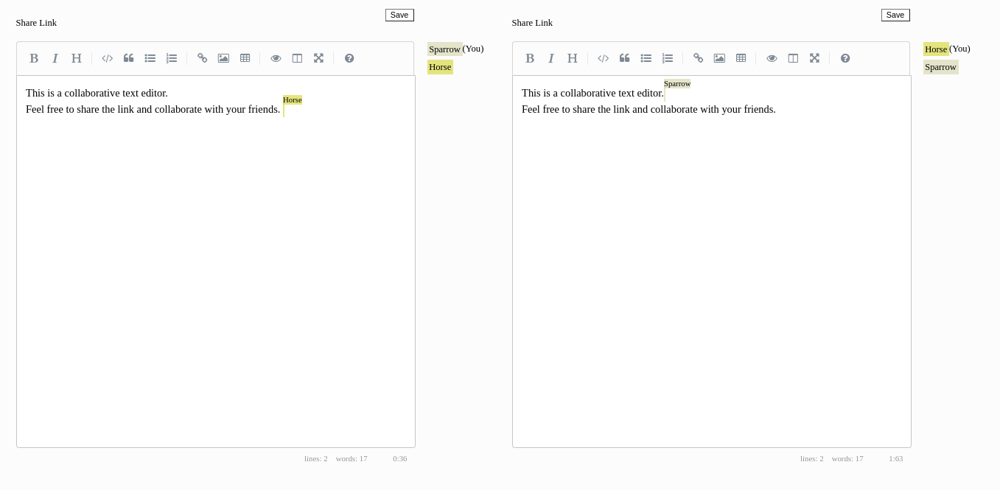 Save
Share Link
B I H
Sparrow (You)
Horse
This is a collaborative text editor.
Horse
Feel free to share the link and collaborate with your friends.
lines: 2 words: 17 0:36
Save
Share Link
B I H
Horse (You)
Sparrow
Sparrow
This is a collaborative text editor.
Feel free to share the link and collaborate with your friends.
lines: 2 words: 17 1:63